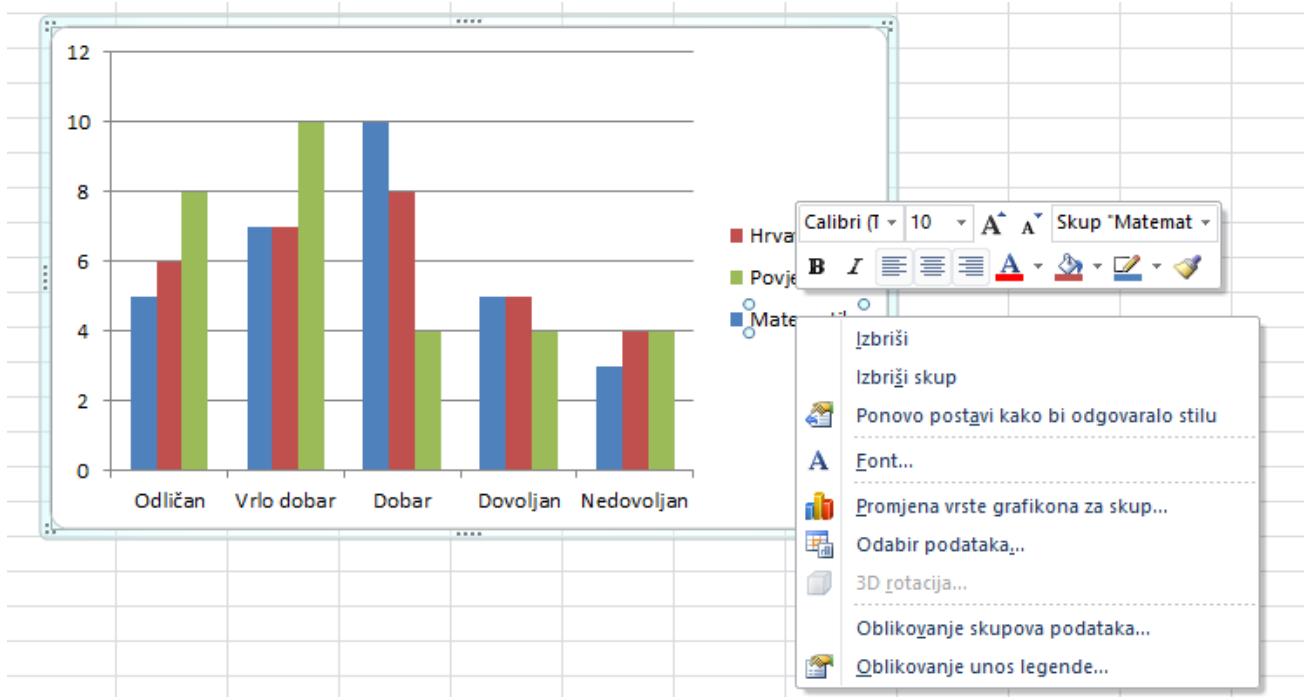 12
10
8
6
4
2
0
Odličan Vrlo dobar Dobar Dovoljan Nedovoljan
Hrva
Povje
Mate
Calibri (T 10 A A Skup "Matemat
B I A
Izbriši
Izbriši skup
Ponovo postavi kako bi odgovaralo stilu
A Font...
Promjena vrste grafikona za skup...
Odabir podataka...
3D rotacija...
Oblikovanje skupova podataka...
Oblikovanje unos legende...